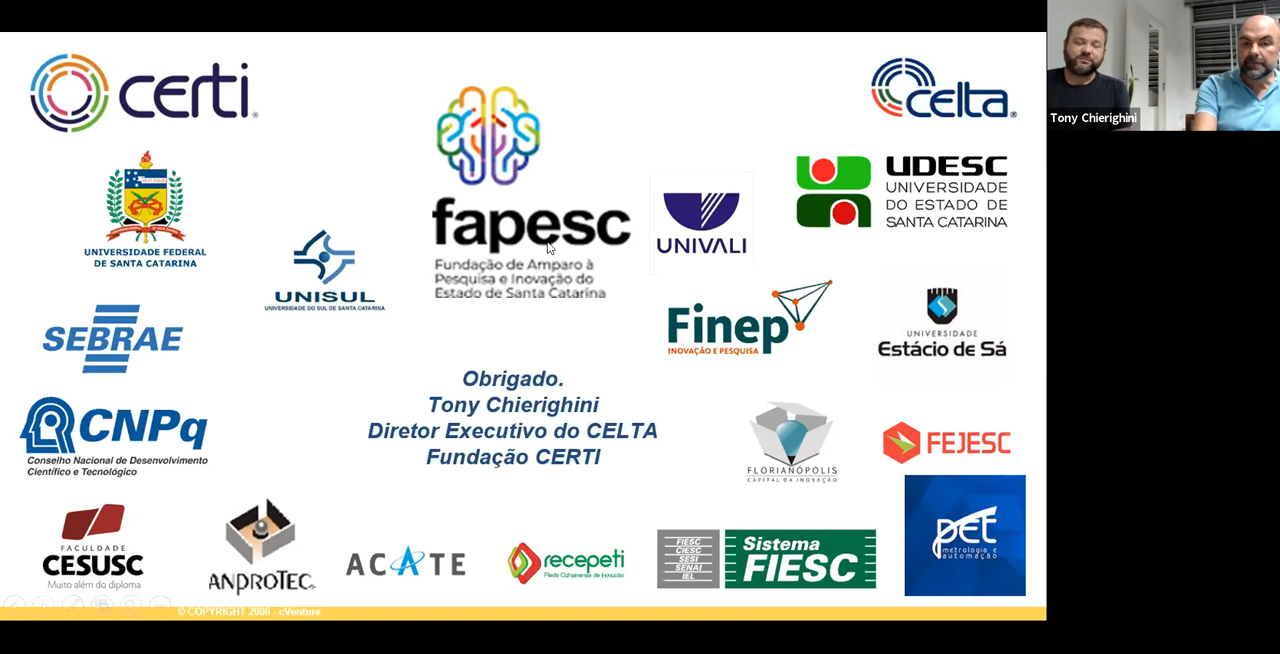 certi
celta
Tony Chierighini
UNIVERSIDADE FEDERAL
DE SANTA CATARINA
fapesc
Fundação de Amparo à
Pesquisa e Inovação do
Estado de Santa Catarina
UNIVALI
UDESC
UNIVERSIDADE
DO ESTADO DE
SANTA CATARINA
UNISUL
UNIVERSIDADE DO SUL DE SANTA CATARINA
SEBRAE
Finep
INOVAÇÃO E PESQUISA
UNIVERSIDADE
Estácio de Sá
Obrigado.
Tony Chierighini
Diretor Executivo do CELTA
Fundação CERTI
CNPq
Conselho Nacional de Desenvolvimento
Científico e Tecnológico
FLORIANÓPOLIS
CAPITAL DA INOVAÇÃO
FEJESC
FACULDADE
CESUSC
Muito além do diploma
ANPROTEC
ACATE
recepeti
Rede Catarinense de Inovação
FIESC
CIESC
SESI
SENAI
IEL
Sistema
FIESC
PET
metrologia e
automação
© COPYRIGHT 2008 - cVenture